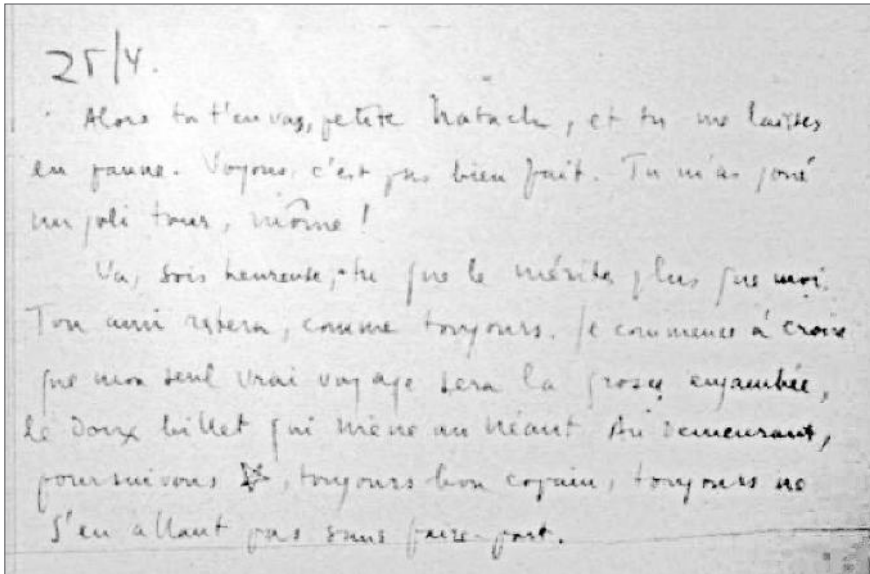 25/4.
Alors tu t'en vas, petite Natach, et tu me laisses
en panne. Voyons, c'est pas bien fait. Tu m'as joué
un joli tour, môme !
Va, sois heureuse, tu le mérites plus que moi.
Ton ami restera, comme toujours. Je commence à croire
que mon seul vrai voyage sera la grosse enjambée,
le doux billet qui mène au néant. Au demeurant,
poursuivons, toujours bon copain, toujours ne
s'en allant pas sans faire-part.